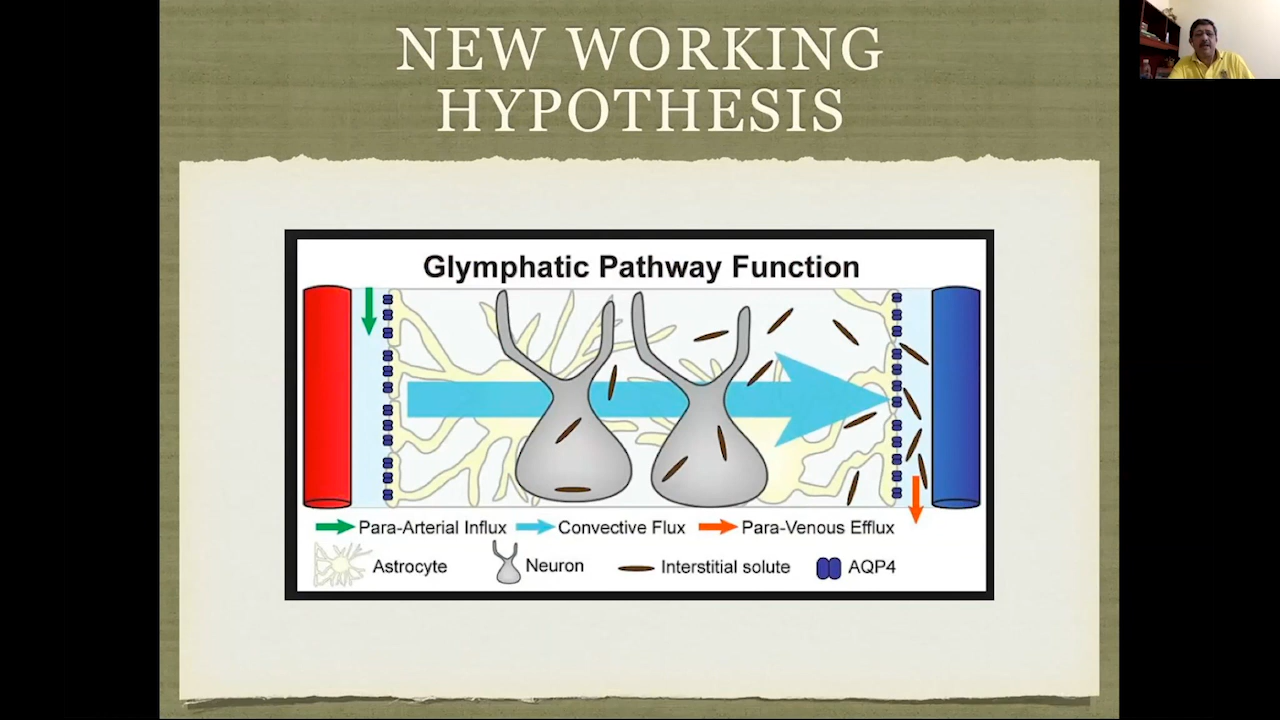 NEW WORKING
HYPOTHESIS
Glymphatic Pathway Function
Para-Arterial Influx Convective Flux Para-Venous Efflux
Astrocyte Neuron Interstitial solute AQP4